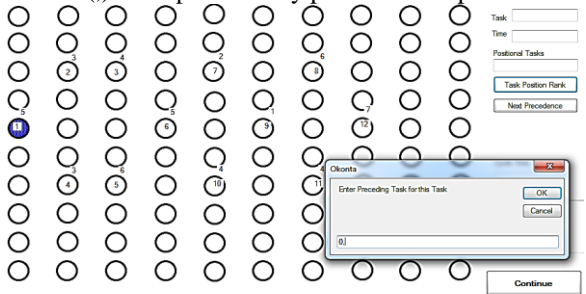 Task
Time
Positional Tasks
3 4 2 6
2 3 7 8
Task Position Rank
Next Precedence
5 5 1 7
1 6 9 12
3 6 4 4
4 5 10 11
Okonta
Enter Preceding Task for this Task
OK
Cancel
0,
Continue